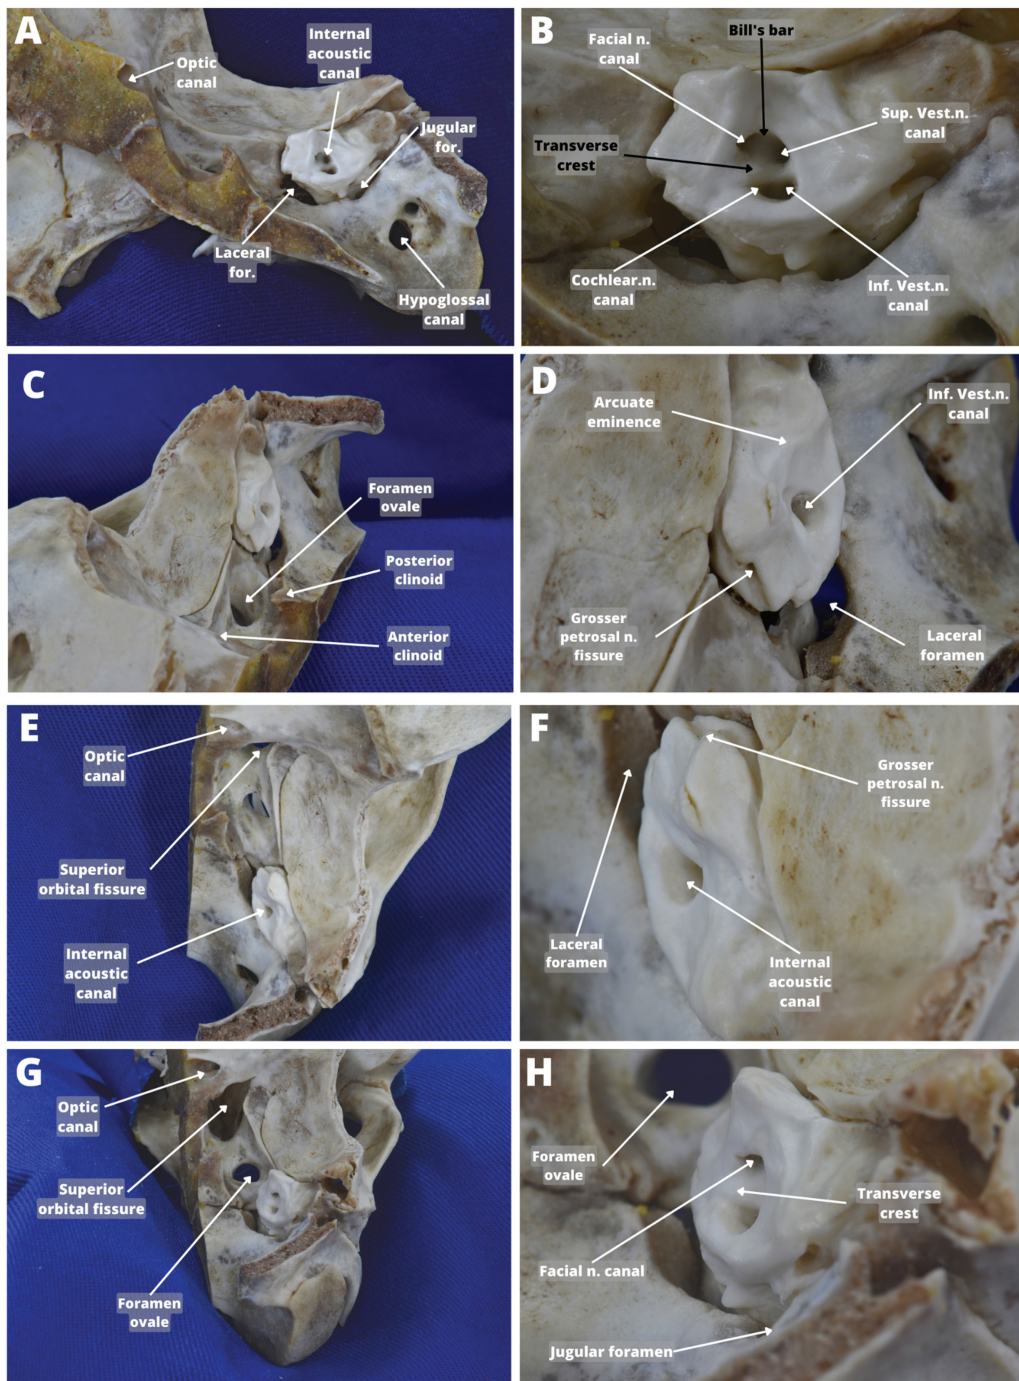 A
Optic
canal
Internal
acoustic
canal
Jugular
for.
Laceral
for.
Hypoglossal
canal
B
Facial n.
canal
Bill's bar
Sup. Vest.n.
canal
Transverse
crest
Cochlear.n.
canal
Inf. Vest.n.
canal
C
Foramen
ovale
Posterior
clinoid
Anterior
clinoid
D
Arcuate
eminence
Inf. Vest.n.
canal
Grosser
petrosal n.
fissure
Laceral
foramen
E
Optic
canal
Superior
orbital fissure
Internal
acoustic
canal
F
Grosser
petrosal n.
fissure
Laceral
foramen
Internal
acoustic
canal
G
Optic
canal
Superior
orbital fissure
Foramen
ovale
H
Foramen
ovale
Transverse
crest
Facial n. canal
Jugular foramen